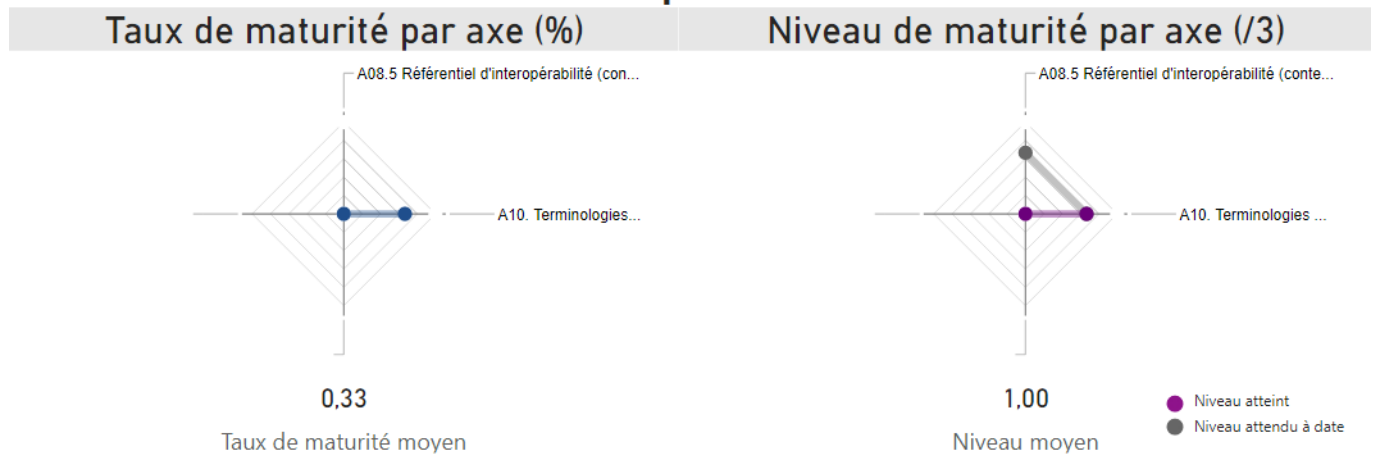 Taux de maturité par axe (%)
Niveau de maturité par axe (/3)
A08.5 Référentiel d'interopérabilité (con...
A10. Terminologies...
0,33
Taux de maturité moyen
A08.5 Référentiel d'interopérabilité (conte...
A10. Terminologies ...
1,00
Niveau moyen
Niveau atteint
Niveau attendu à date